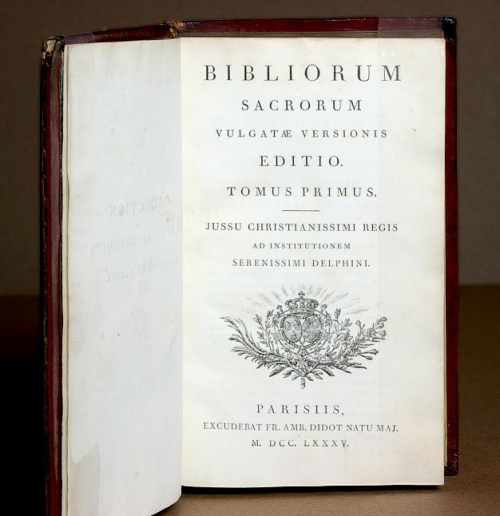 BIBLIORUM
SACRORUM
VULGATÆ VERSIONIS
EDITIO.
TOMUS PRIMUS.
JUSSU CHRISTIANISSIMI REGIS
AD INSTITUTIONEM
SERENISSIMI DELPHINI.
PARISIIS,
EXCUDEBAT FR. AMB. DIDOT NATU MAJ.
M. DCC. LXXXV.